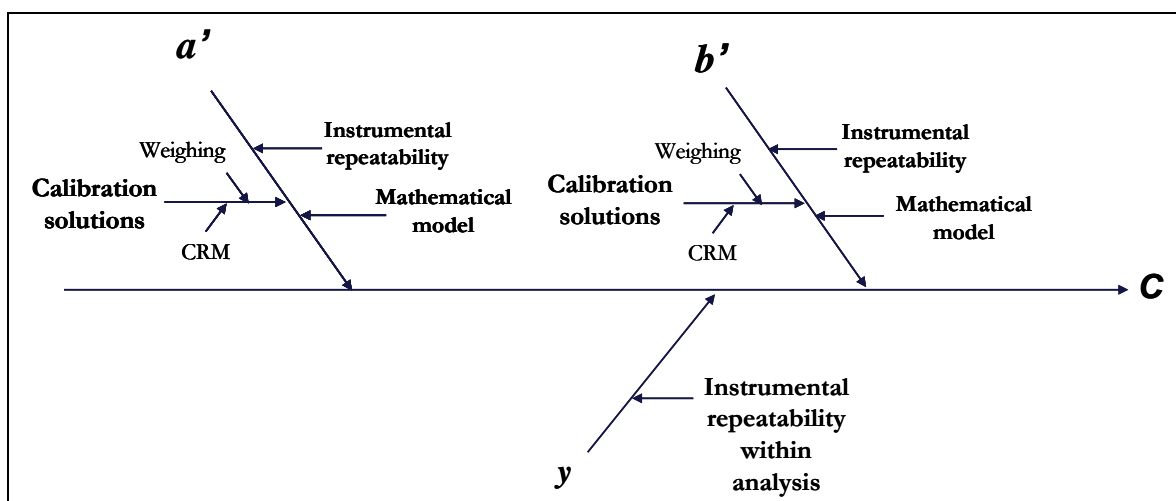 a’
Weighing
Calibration
solutions
CRM
Instrumental
repeatability
Mathematical
model
b’
Weighing
Calibration
solutions
CRM
Instrumental
repeatability
Mathematical
model
C
y
Instrumental
repeatability
within
analysis